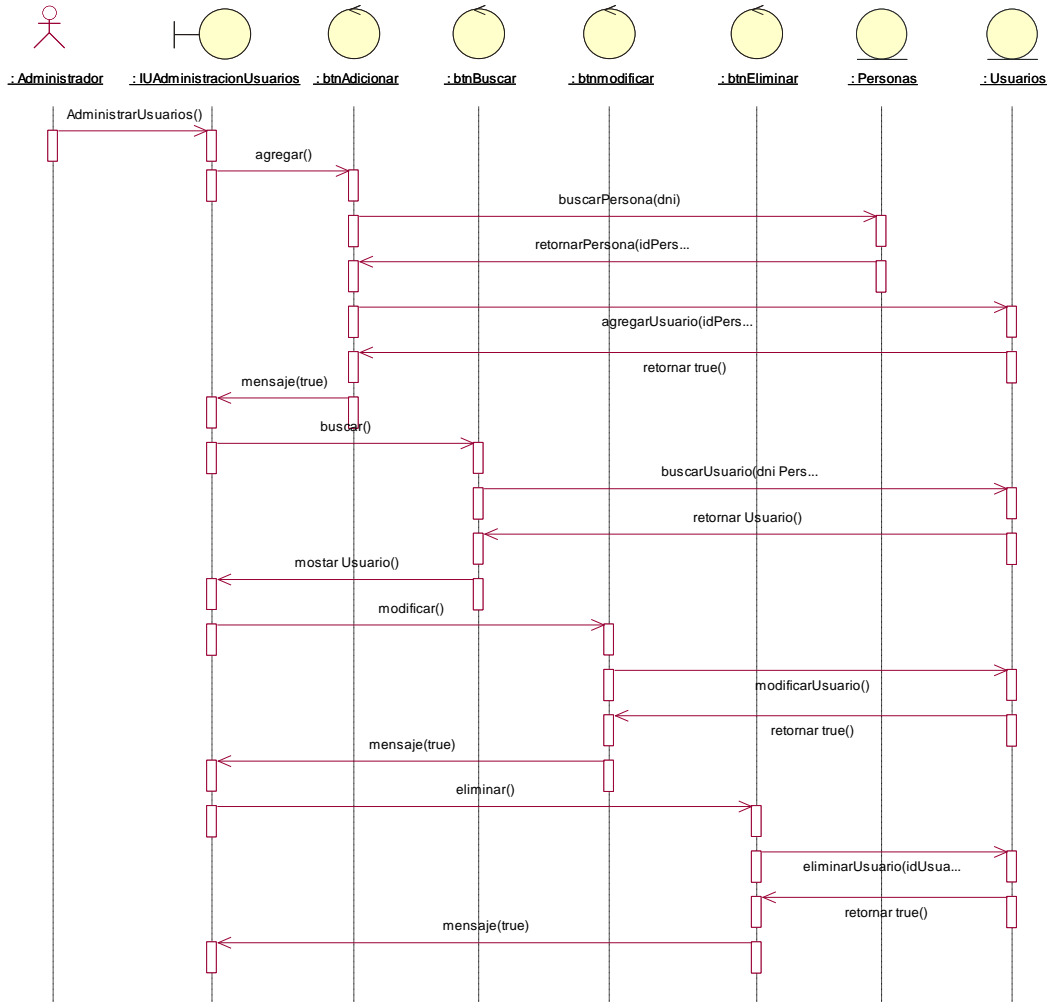 : Administrador
: IUAdministracionUsuarios
: btnAdicionar
: btnBuscar
: btnmodificar
: btnEliminar
: Personas
: Usuarios
AdministrarUsuarios()
agregar()
buscarPersona(dni)
retornarPersona(idPers...
agregarUsuario(idPers...
retornar true()
mensaje(true)
buscar()
buscarUsuario(dni Pers...
retornar Usuario()
mostar Usuario()
modificar()
modificarUsuario()
retornar true()
mensaje(true)
eliminar()
eliminarUsuario(idUsua...
retornar true()
mensaje(true)